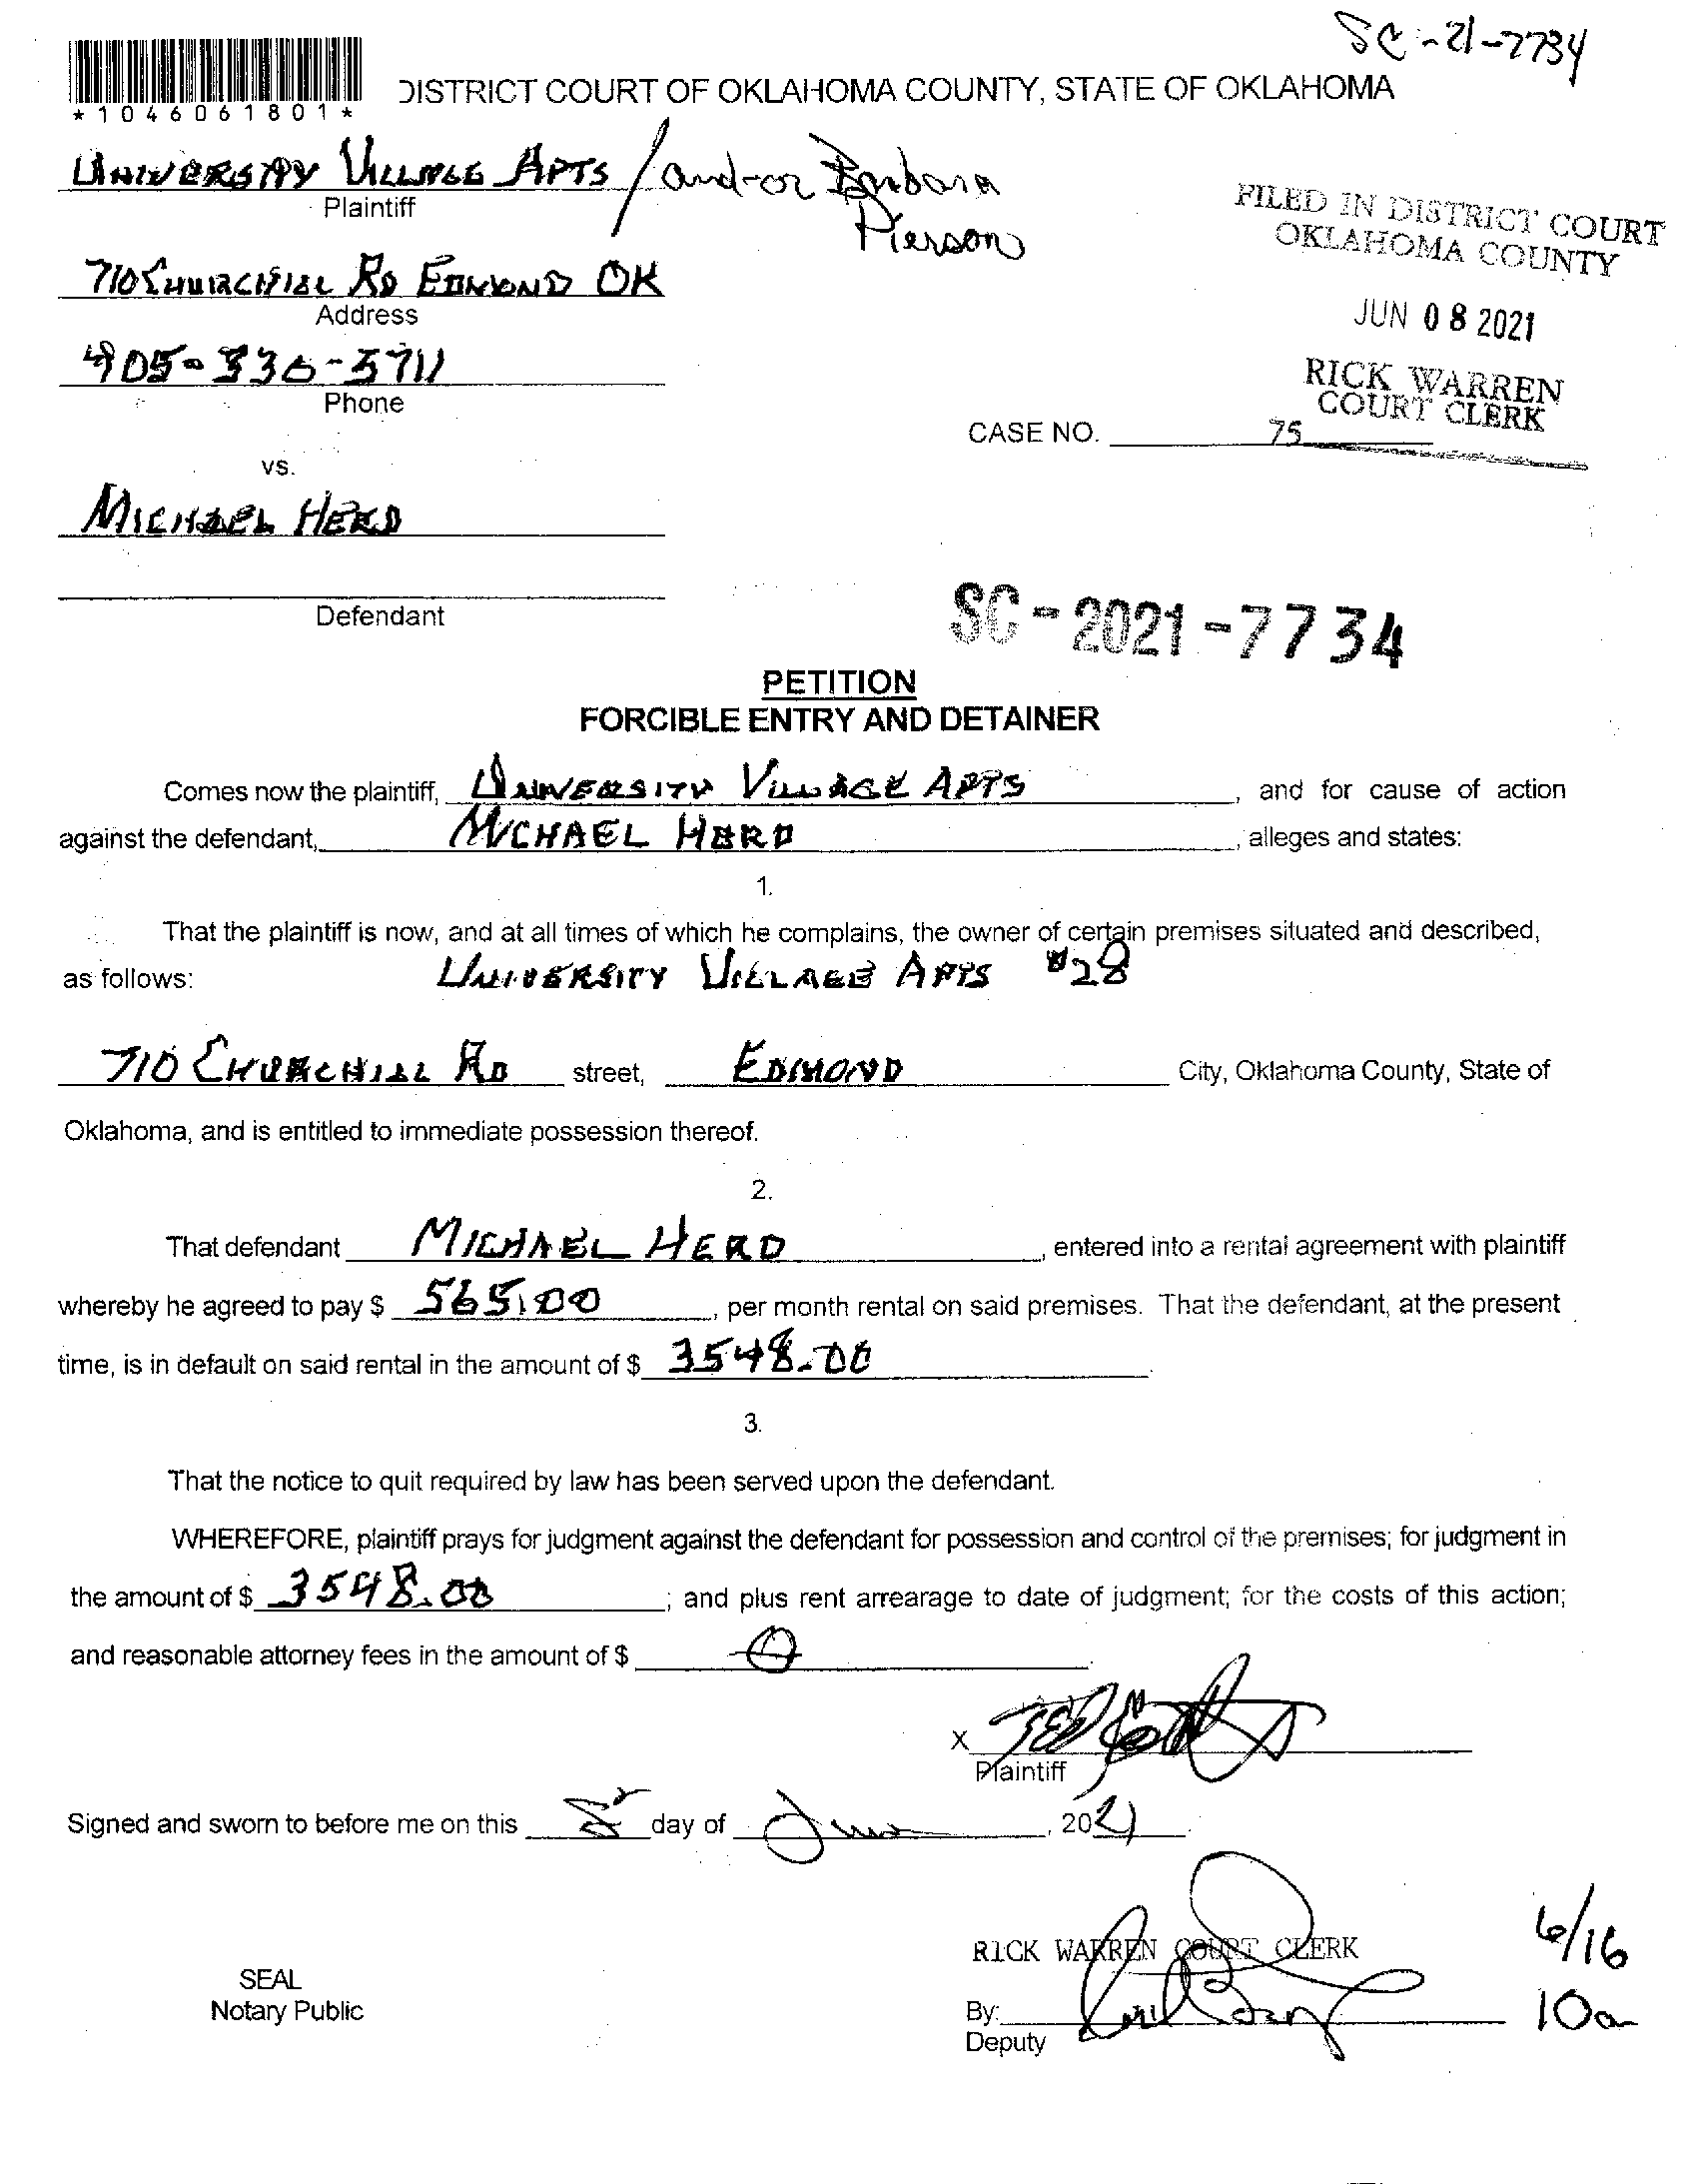 SC-21-7734
*1046061801*
DISTRICT COURT OF OKLAHOMA COUNTY, STATE OF OKLAHOMA
UNIVERSITY VILLAGE APTS / and-or Barbara
Pierson
Plaintiff
FILED IN DISTRICT COURT
OKLAHOMA COUNTY
710 CHURCHILL RD EDMOND OK
Address
JUN 08 2021
405-330-5711
Phone
RICK WARREN
COURT CLERK
CASE NO. 75
vs.
MICHAEL HERD
Defendant
SC-2021-7734
PETITION
FORCIBLE ENTRY AND DETAINER
Comes now the plaintiff, UNIVERSITY VILLAGE APTS, and for cause of action
against the defendant, MICHAEL HERD, alleges and states:
1.
That the plaintiff is now, and at all times of which he complains, the owner of certain premises situated and described,
as follows: UNIVERSITY VILLAGE APTS #28
710 CHURCHILL RD street, EDMOND City, Oklahoma County, State of
Oklahoma, and is entitled to immediate possession thereof.
2.
That defendant MICHAEL HERD, entered into a rental agreement with plaintiff
whereby he agreed to pay $ 565.00, per month rental on said premises. That the defendant, at the present
time, is in default on said rental in the amount of $ 3548.00.
3.
That the notice to quit required by law has been served upon the defendant.
WHEREFORE, plaintiff prays for judgment against the defendant for possession and control of the premises; for judgment in
the amount of $ 3548.00; and plus rent arrearage to date of judgment; for the costs of this action;
and reasonable attorney fees in the amount of $ 0.
X
Plaintiff
Signed and sworn to before me on this 8 day of June, 2021.
RICK WARREN COURT CLERK
6/16
SEAL
Notary Public
By:
10a
Deputy